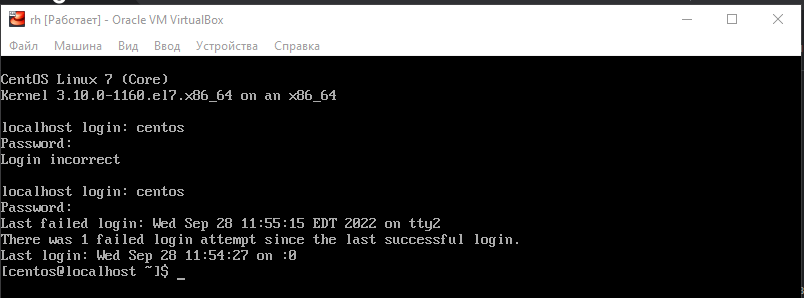 rh [Работает] - Oracle VM VirtualBox
Файл Машина Вид Ввод Устройства Справка
CentOS Linux 7 (Core)
Kernel 3.10.0-1160.el7.x86_64 on an x86_64
localhost login: centos
Password:
Login incorrect
localhost login: centos
Password:
Last failed login: Wed Sep 28 11:55:15 EDT 2022 on tty2
There was 1 failed login attempt since the last successful login.
Last login: Wed Sep 28 11:54:27 on :0
[centos@localhost ~]$ _